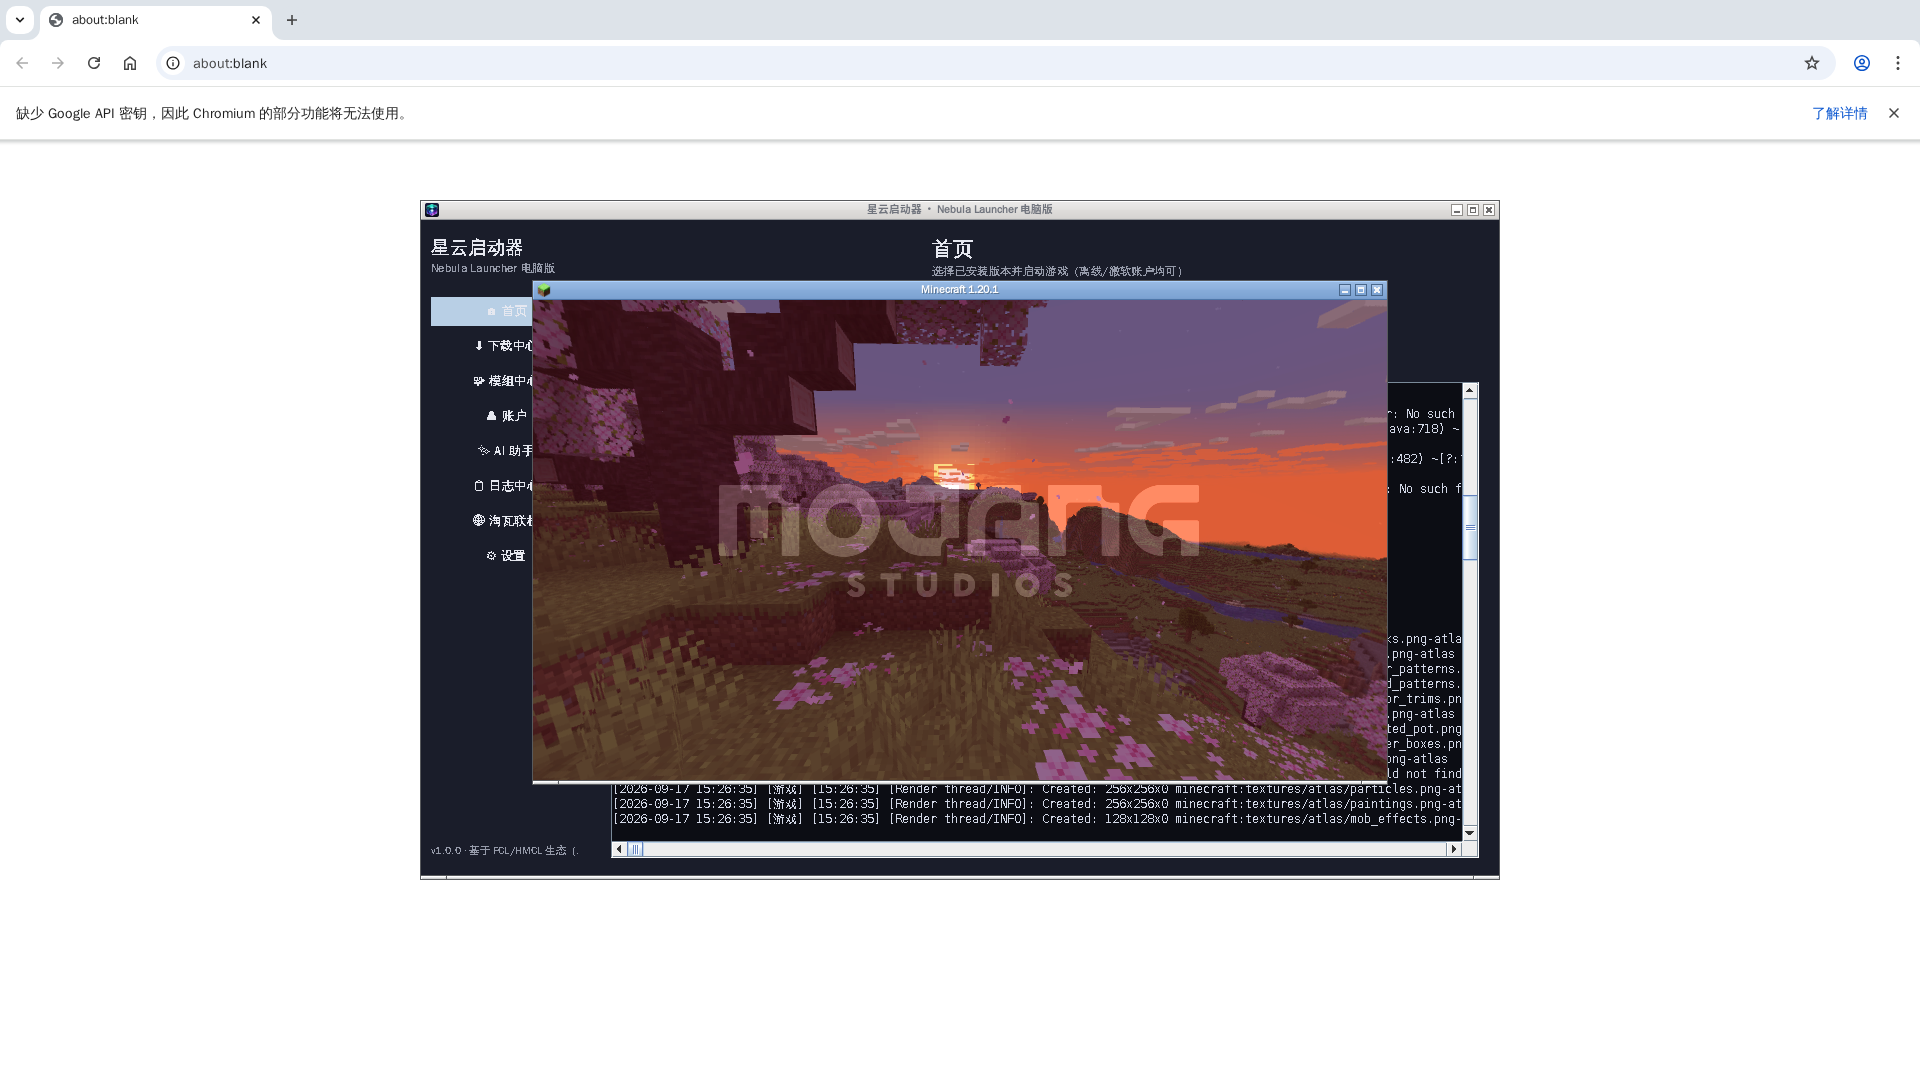 about:blank
about:blank
缺少 Google API 密钥，因此 Chromium 的部分功能将无法使用。
了解详情
星云启动器 · Nebula Launcher 电脑版
星云启动器
Nebula Launcher 电脑版
首页
选择已安装版本并启动游戏（离线/微软账户均可）
Minecraft 1.20.1
首页
下载中心
模组中心
账户
AI 助手
日志中心
淘瓦联机
设置
MOJANG
STUDIOS
r: No such
ava:718) ~
:482) ~[?:
: No such f
ks.png-atla
.png-atlas
r_patterns.
d_patterns.
or_trims.pn
.png-atlas
ted_pot.png
er_boxes.pn
png-atlas
ld not find
[2026-09-17 15:26:35] [游戏] [15:26:35] [Render thread/INFO]: Created: 256x256x0 minecraft:textures/atlas/particles.png-at
[2026-09-17 15:26:35] [游戏] [15:26:35] [Render thread/INFO]: Created: 256x256x0 minecraft:textures/atlas/paintings.png-at
[2026-09-17 15:26:35] [游戏] [15:26:35] [Render thread/INFO]: Created: 128x128x0 minecraft:textures/atlas/mob_effects.png-
v1.0.0 · 基于 FCL/HMCL 生态（.